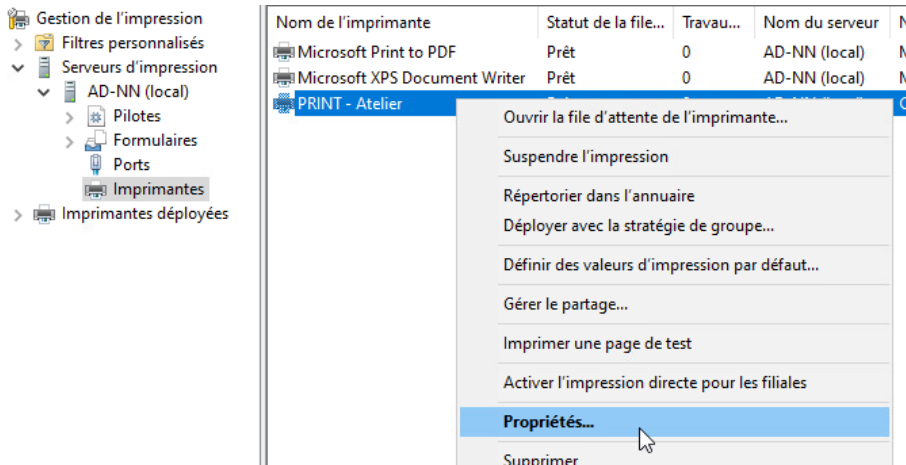 Gestion de l'impression
Filtres personnalisés
Serveurs d'impression
AD-NN (local)
Pilotes
Formulaires
Ports
Imprimantes
Imprimantes déployées
Nom de l'imprimante Statut de la file... Travau... Nom du serveur
Microsoft Print to PDF Prêt 0 AD-NN (local)
Microsoft XPS Document Writer Prêt 0 AD-NN (local)
PRINT - Atelier
Ouvrir la file d'attente de l'imprimante...
Suspendre l'impression
Répertorier dans l'annuaire
Déployer avec la stratégie de groupe...
Définir des valeurs d'impression par défaut...
Gérer le partage...
Imprimer une page de test
Activer l'impression directe pour les filiales
Propriétés...
Supprimer